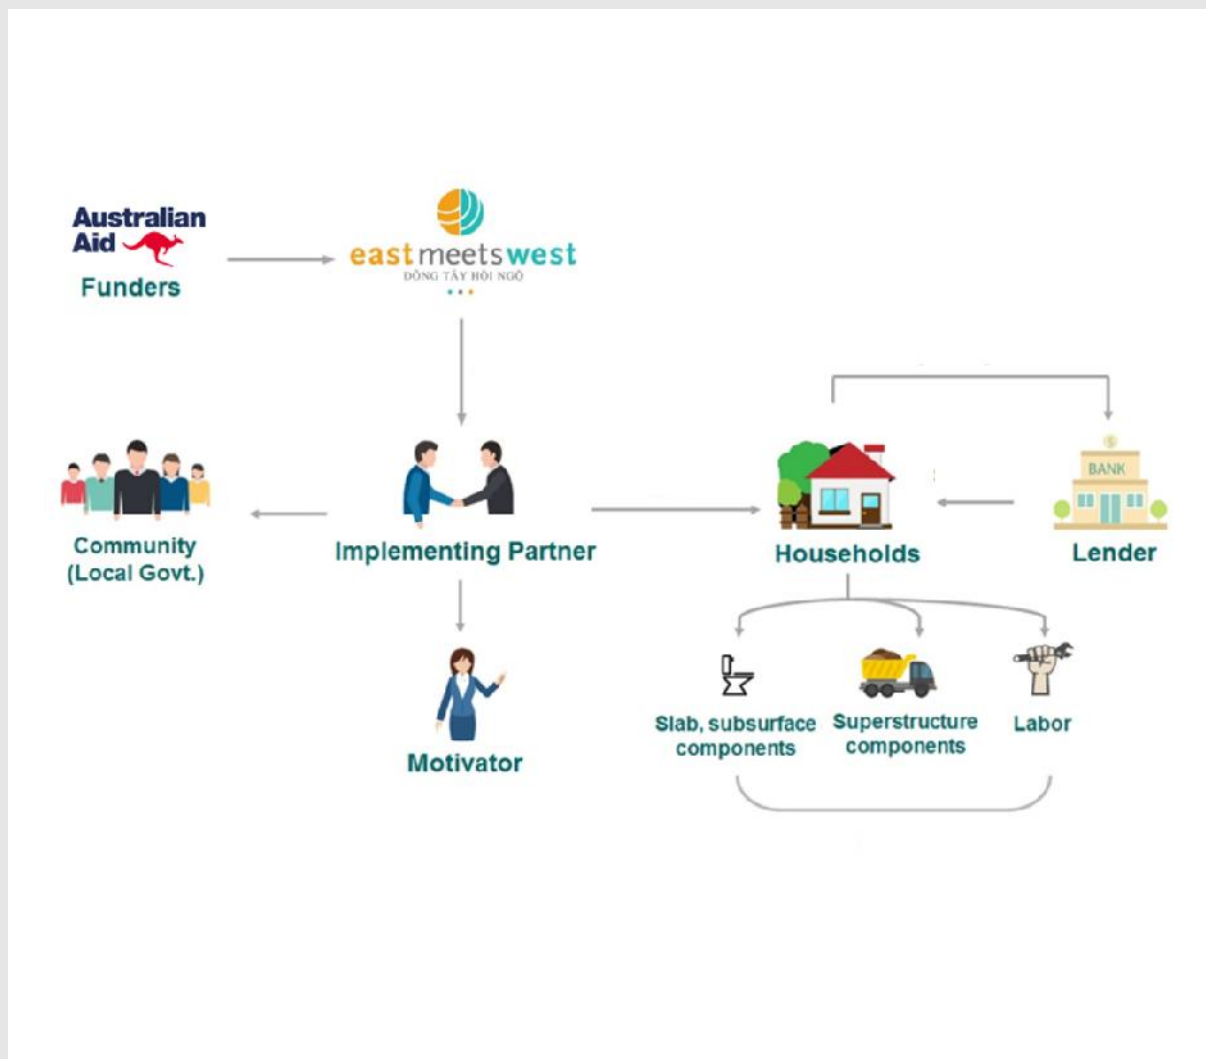 Australian
Aid
Funders
eastmeetswest
ĐÔNG TÂY HỘI NGỘ
Community
(Local Govt.)
Implementing Partner
Households
BANK
$
Lender
Motivator
Slab, subsurface
components
Superstructure
components
Labor